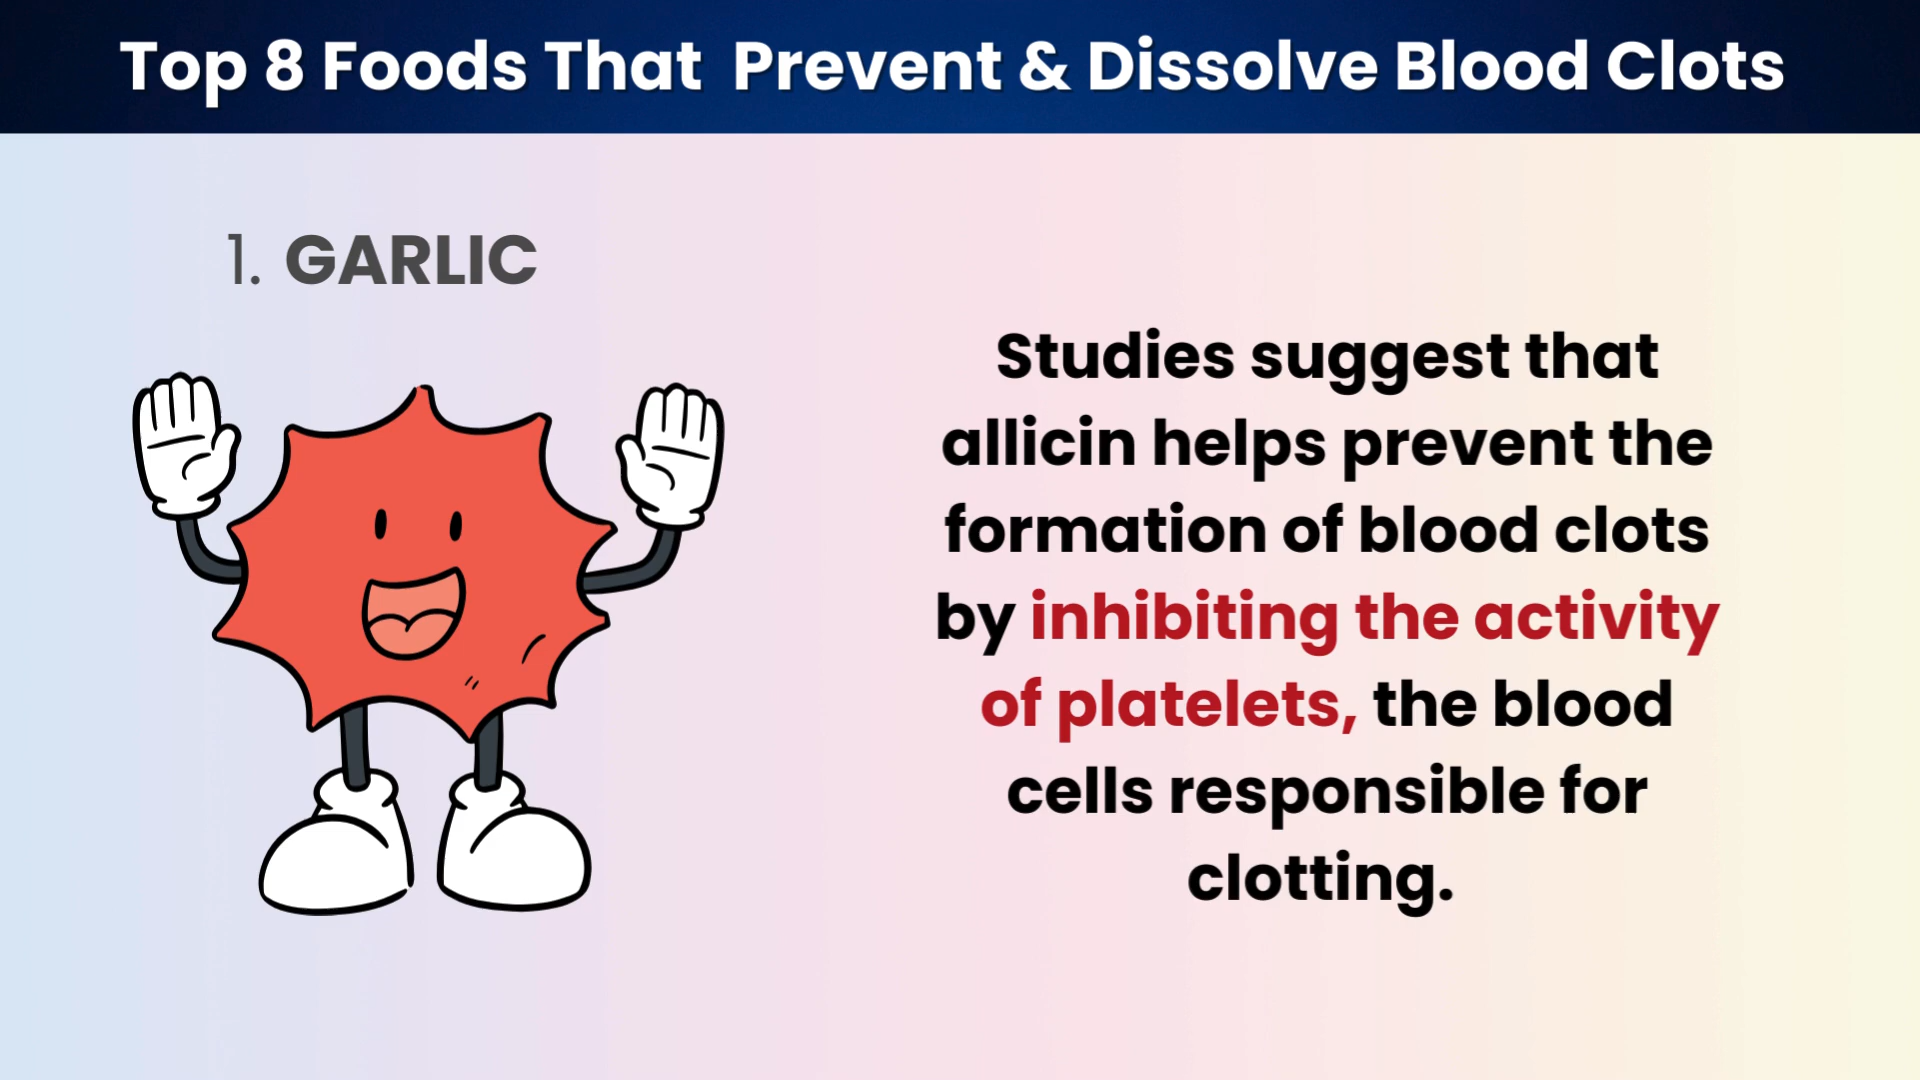 Top 8 Foods That  Prevent & Dissolve Blood Clots
1. GARLIC
Studies suggest that
allicin helps prevent the
formation of blood clots
by inhibiting the activity
of platelets, the blood
cells responsible for
clotting.